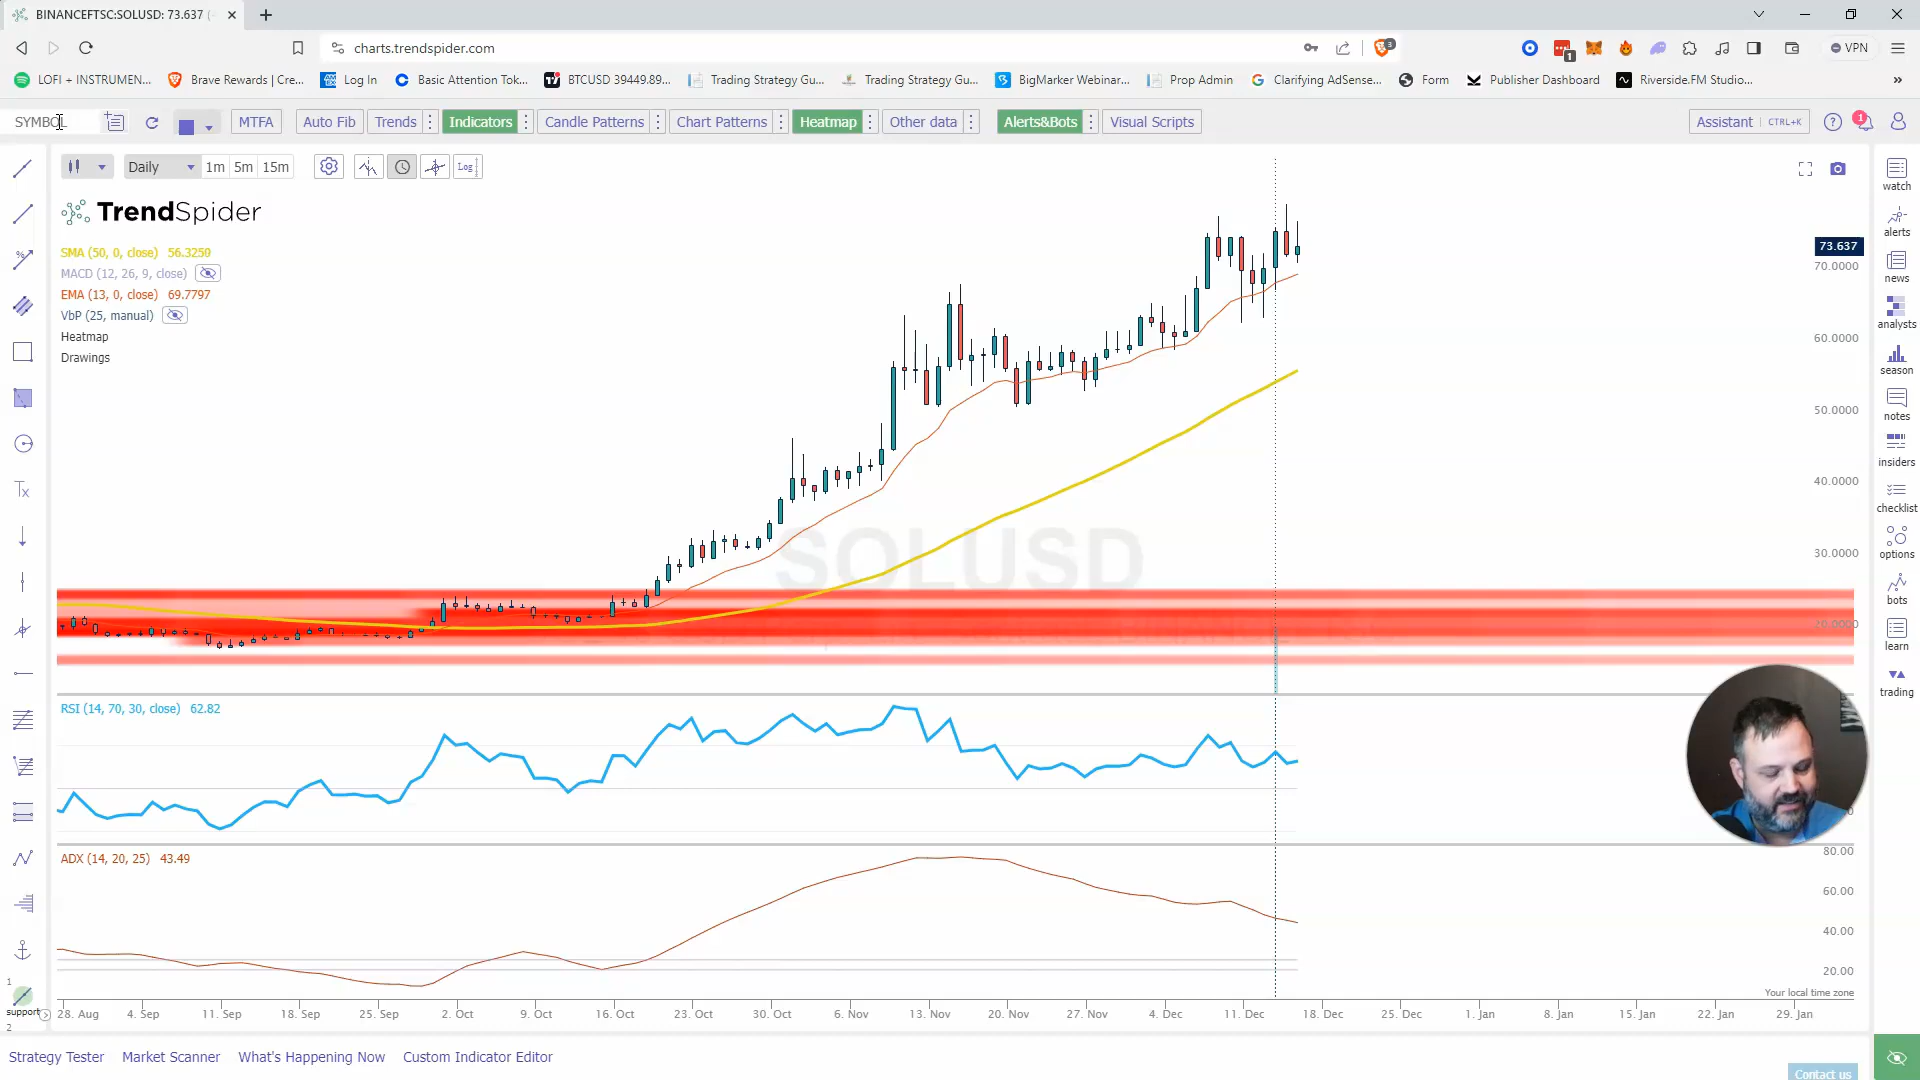 BINANCEFTSC:SOLUSD: 73.637 (
charts.trendspider.com
3
1
VPN
LOFI + INSTRUMEN...
Brave Rewards | Cre...
Log In
Basic Attention Tok...
BTCUSD 39449.89...
Trading Strategy Gu...
Trading Strategy Gu...
BigMarker Webinar...
Prop Admin
Clarifying AdSense...
Form
Publisher Dashboard
Riverside.FM Studio...
»
SYMBOL
MTFA
Auto Fib
Trends
Indicators
Candle Patterns
Chart Patterns
Heatmap
Other data
Alerts&Bots
Visual Scripts
Assistant CTRL+K
1
Daily
1m
5m
15m
Log
TrendSpider
SMA (50, 0, close) 56.3250
MACD (12, 26, 9, close)
EMA (13, 0, close) 69.7797
VbP (25, manual)
Heatmap
Drawings
73.637
70.0000
60.0000
50.0000
40.0000
30.0000
20.0000
SOLUSD
RSI (14, 70, 30, close) 62.82
ADX (14, 20, 25) 43.49
80.00
60.00
40.00
20.00
Your local time zone
28. Aug
4. Sep
11. Sep
18. Sep
25. Sep
2. Oct
9. Oct
16. Oct
23. Oct
30. Oct
6. Nov
13. Nov
20. Nov
27. Nov
4. Dec
11. Dec
18. Dec
25. Dec
1. Jan
8. Jan
15. Jan
22. Jan
29. Jan
watch
alerts
news
analysts
season
notes
insiders
checklist
options
bots
learn
trading
Tx
1
support
2
Strategy Tester
Market Scanner
What's Happening Now
Custom Indicator Editor
Contact us